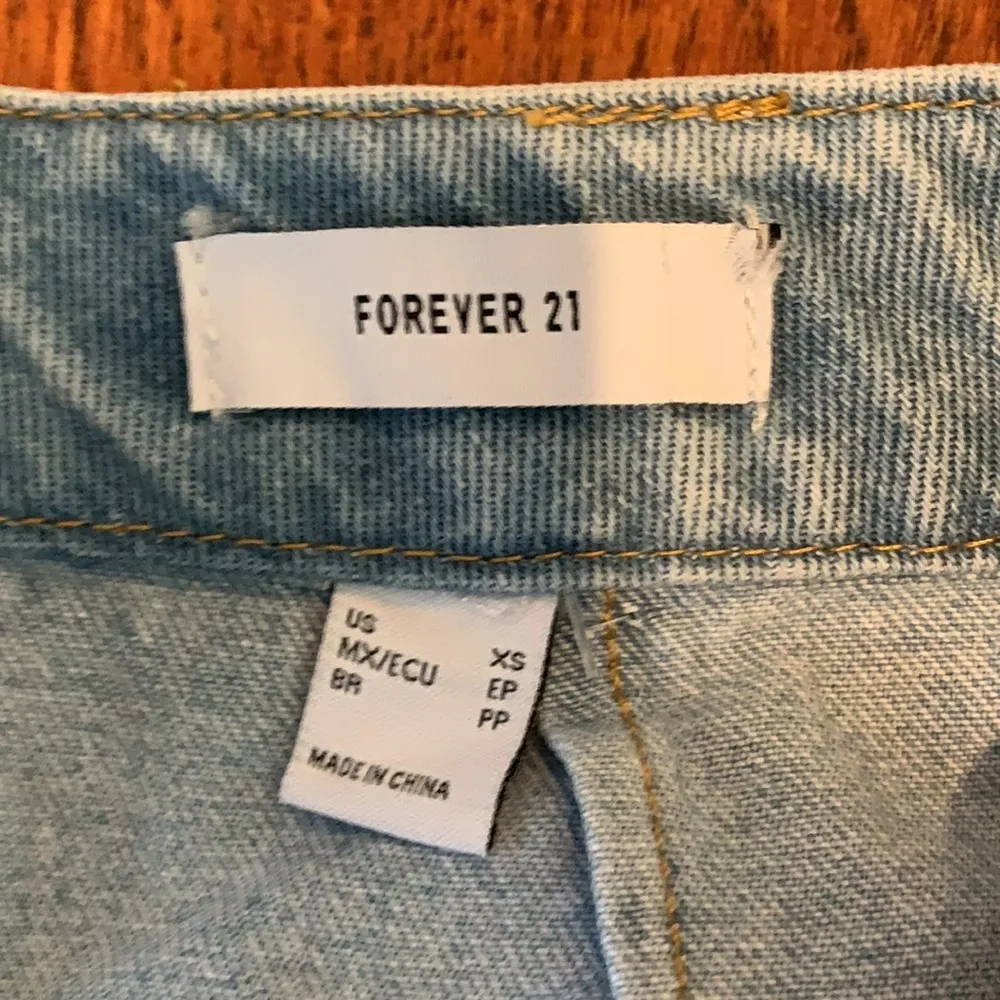 FOREVER 21
US XS
MX/ECU EP
BR PP
MADE IN CHINA